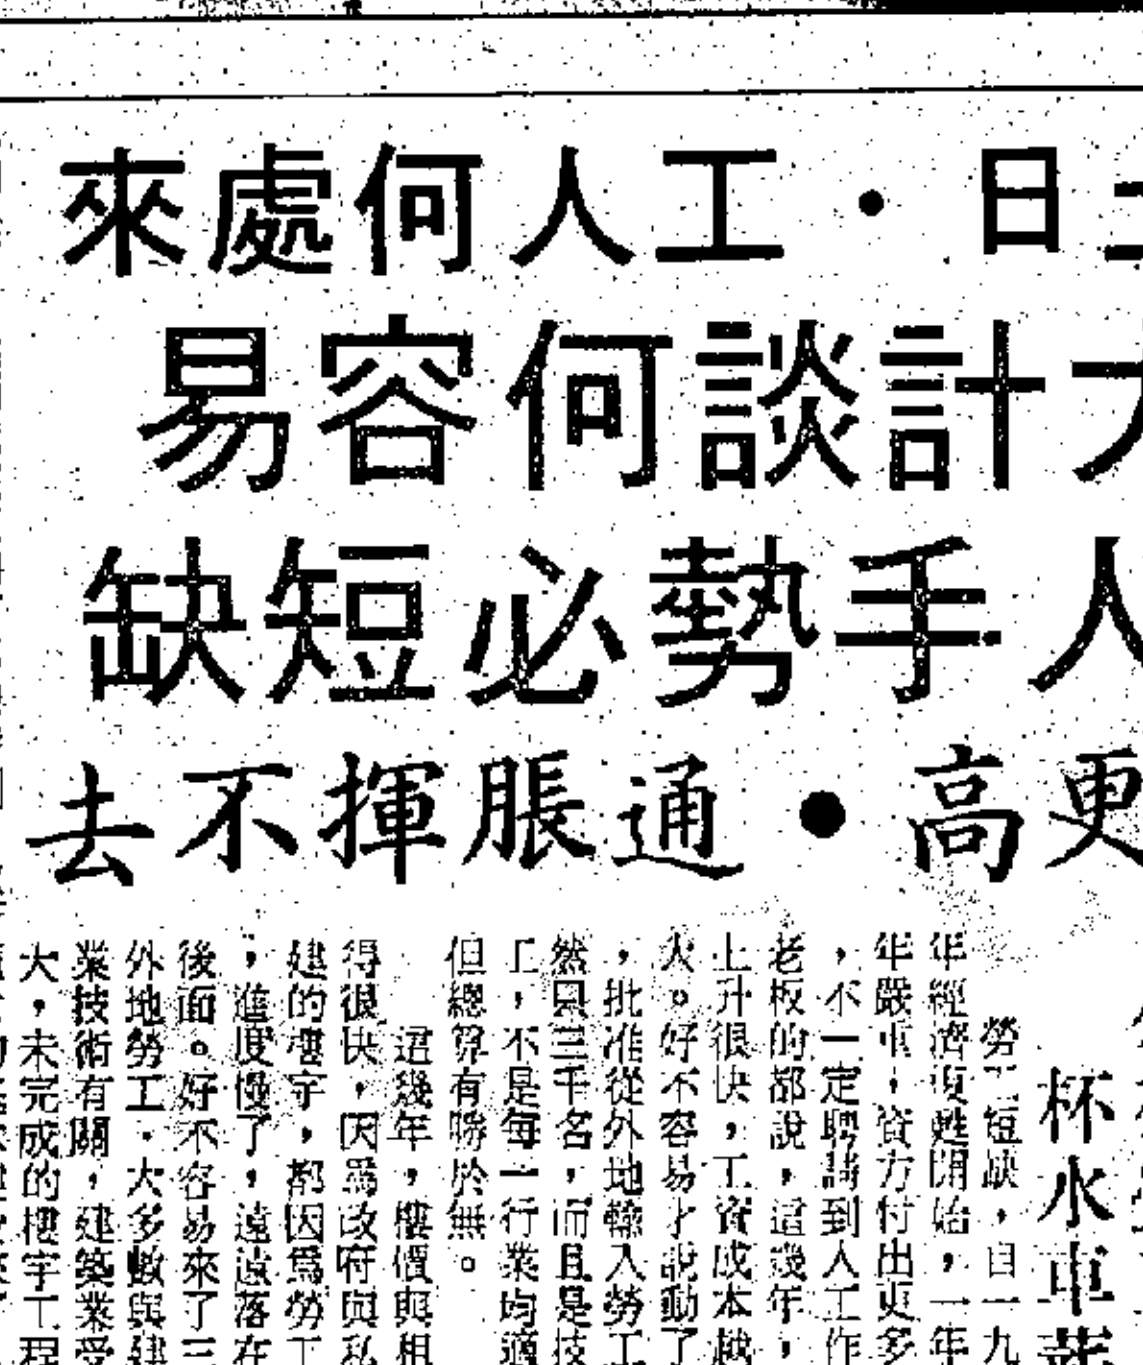 日・工人何處來
計談何容易
人手勢必短缺
更高・通脹揮不去
杯水車
勞工短缺，自一九
年經濟復甦開始，一年
年嚴重，資方付出更多
，不一定聘請到人工作
老板的都說，這幾年，
上升很快，工資成本越
火。好不容易才說動了
，批准從外地輸入勞工
然只三千名，而且是技
工，不是每一行業均適
但總算有勝於無。
這幾年，樓價與租
得很快，因爲政府與私
建的樓宇，都因爲勞工
，進度慢了，遠遠落在
後面。好不容易來了三
外地勞工．大多數與建
業技術有關，建築業受
大，未完成的樓宇工程